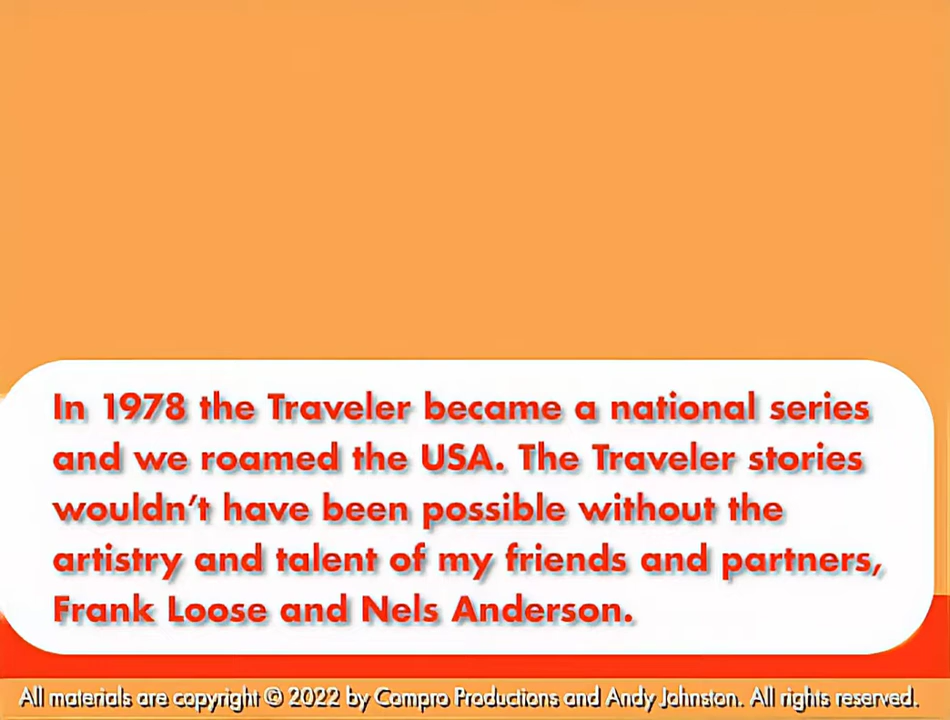 In 1978 the Traveler became a national series
and we roamed the USA. The Traveler stories
wouldn’t have been possible without the
artistry and talent of my friends and partners,
Frank Loose and Nels Anderson.
All materials are copyright © 2022 by Compro Productions and Andy Johnston. All rights reserved.